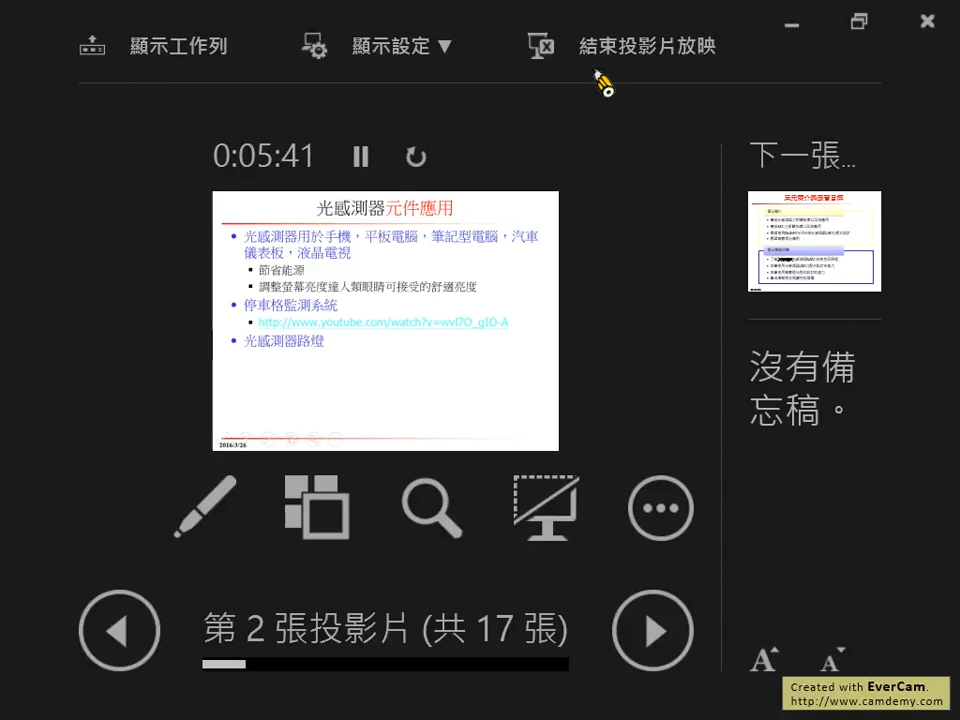 顯示工作列
顯示設定 ▼
結束投影片放映
0:05:41
下一張...
光感測器元件應用
• 光感測器用於手機，平板電腦，筆記型電腦，汽車
儀表板，液晶電視
▪ 節省能源
▪ 調整螢幕亮度達人類眼睛可接受的舒適亮度
• 停車格監測系統
▪ http://www.youtube.com/watch?v=wvI7O_gIO-A
• 光感測器路燈
2016/3/26
沒有備
忘稿。
第 2 張投影片 (共 17 張)
A A
Created with EverCam.
http://www.camdemy.com